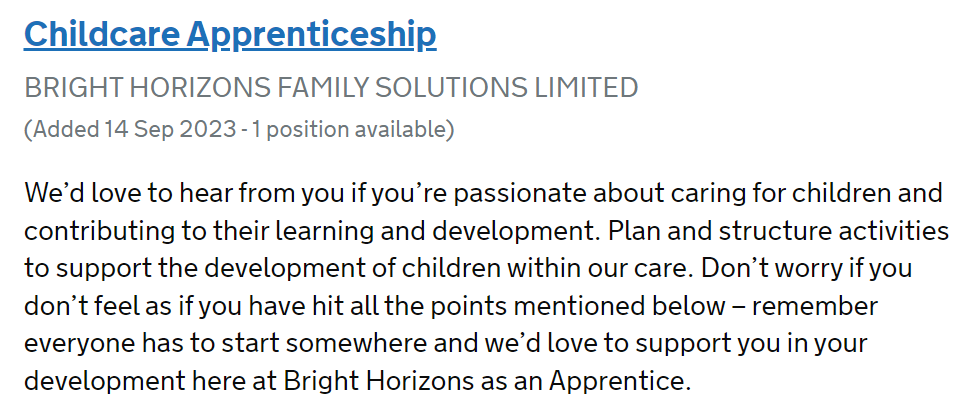 Childcare Apprenticeship
BRIGHT HORIZONS FAMILY SOLUTIONS LIMITED
(Added 14 Sep 2023 - 1 position available)
We’d love to hear from you if you’re passionate about caring for children and
contributing to their learning and development. Plan and structure activities
to support the development of children within our care. Don’t worry if you
don’t feel as if you have hit all the points mentioned below – remember
everyone has to start somewhere and we’d love to support you in your
development here at Bright Horizons as an Apprentice.